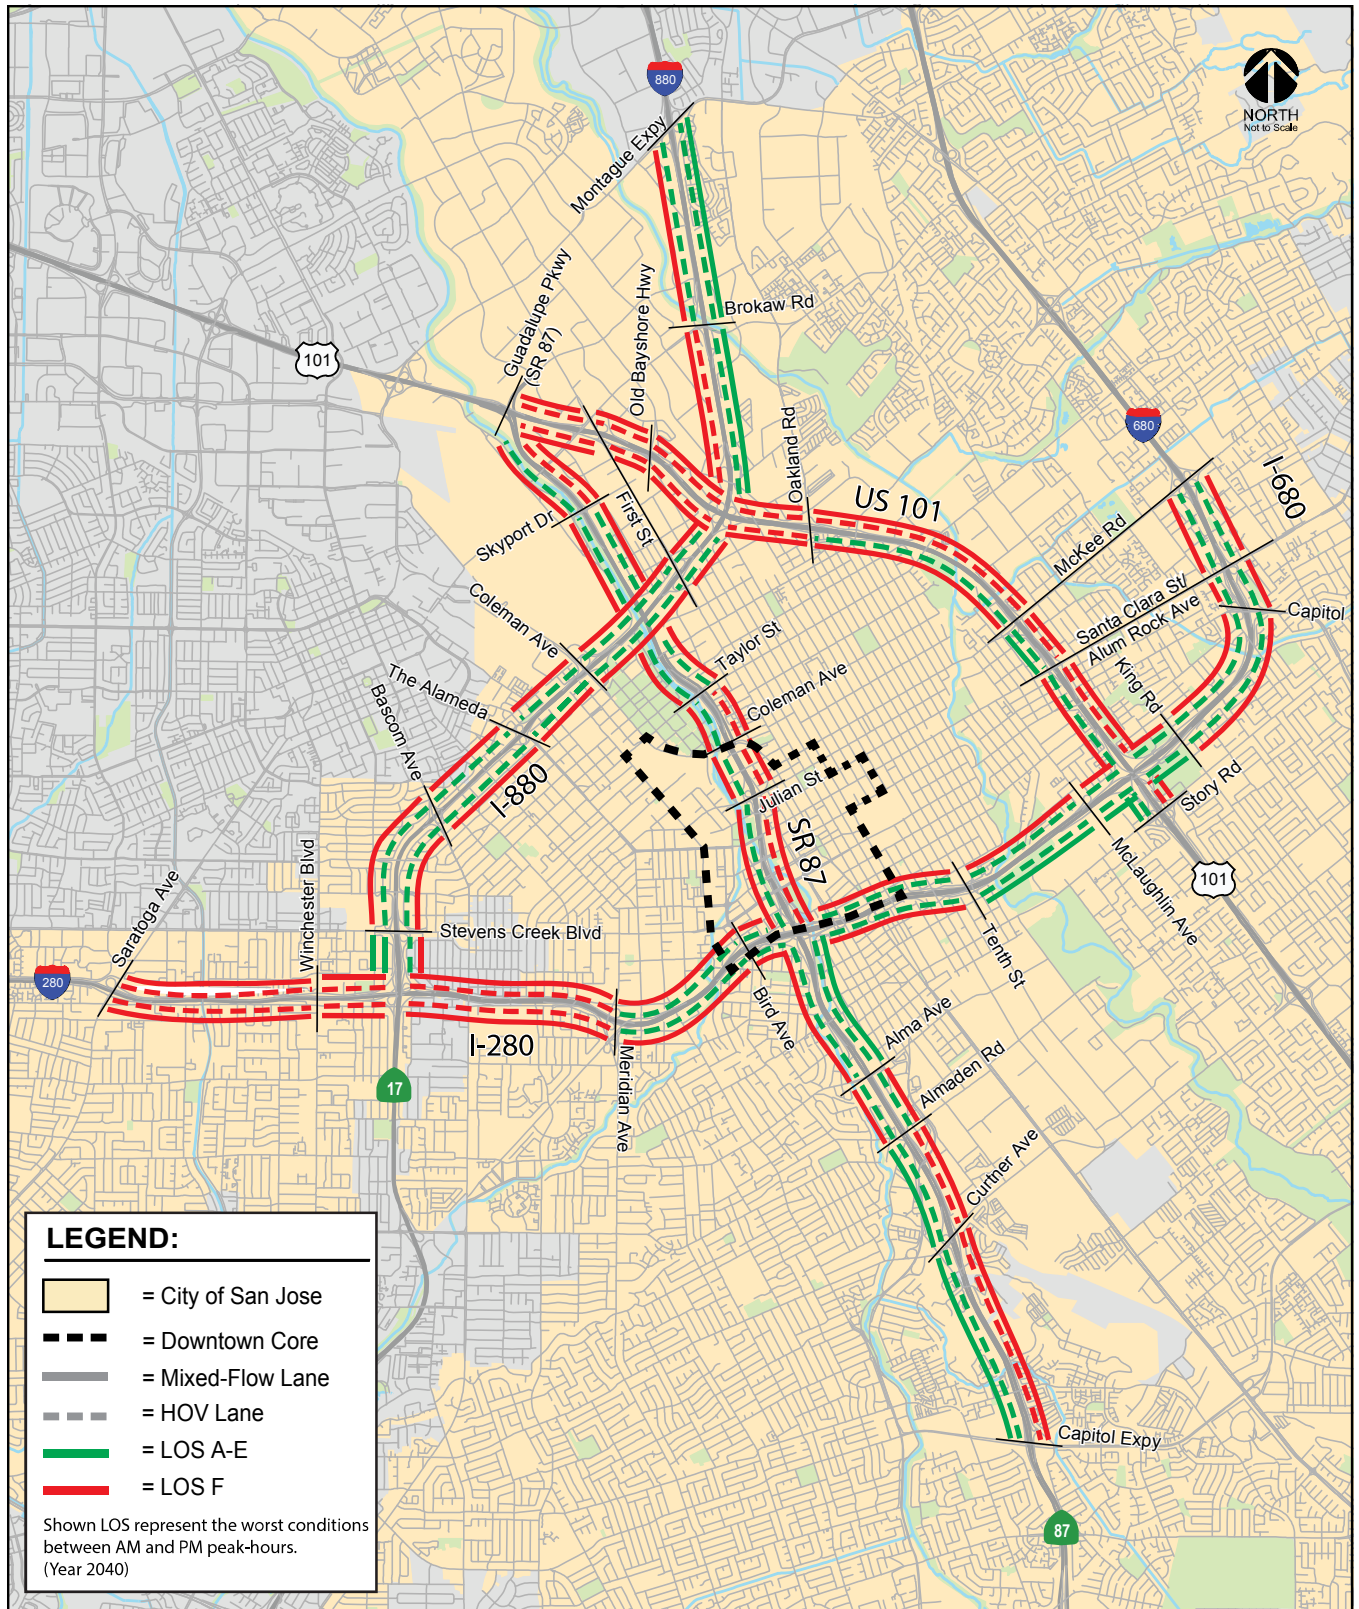 880
NORTH
Not to Scale
Montague Expy
Guadalupe Pkwy
(SR 87)
Old Bayshore Hwy
Brokaw Rd
101
Oakland Rd
680
I-680
US 101
First St
Skyport Dr
McKee Rd
Coleman Ave
Santa Clara St/
Alum Rock Ave
Capitol
Taylor St
The Alameda
Bascom Ave
Coleman Ave
King Rd
I-880
Julian St
Story Rd
SR 87
McLaughlin Ave
101
Winchester Blvd
Saratoga Ave
Stevens Creek Blvd
Tenth St
280
Bird Ave
Alma Ave
I-280
Meridian Ave
Almaden Rd
17
Curtner Ave
LEGEND:
= City of San Jose
= Downtown Core
= Mixed-Flow Lane
= HOV Lane
= LOS A-E
= LOS F
Shown LOS represent the worst conditions
between AM and PM peak-hours.
(Year 2040)
Capitol Expy
87